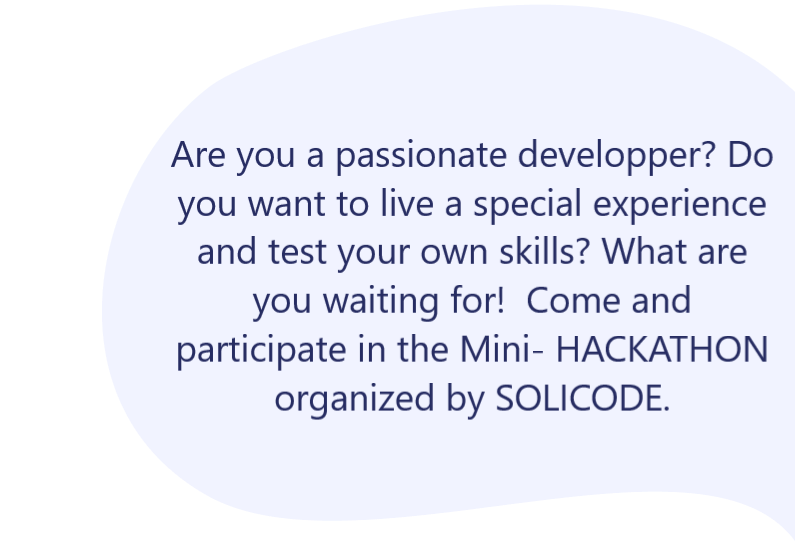 Are you a passionate developper? Do
you want to live a special experience
and test your own skills? What are
you waiting for!  Come and
participate in the Mini- HACKATHON
organized by SOLICODE.